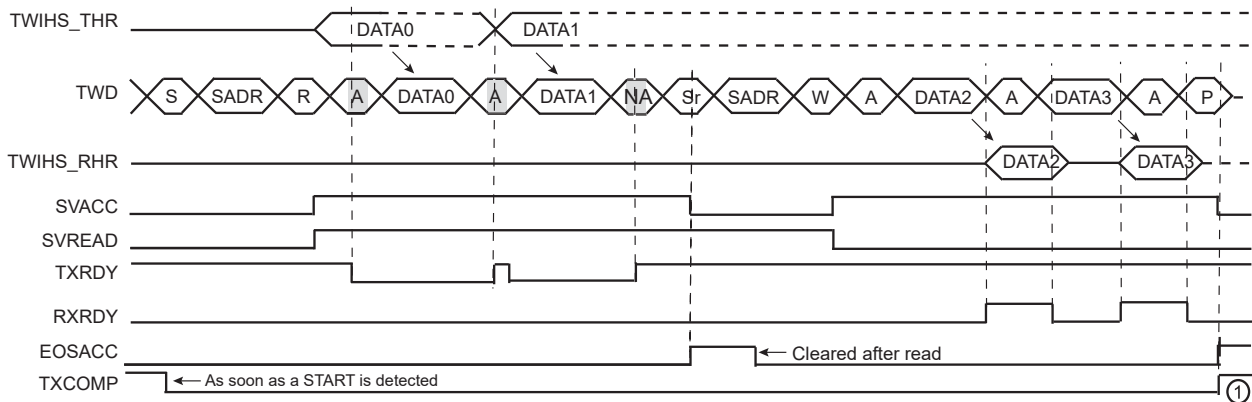 TWIHS_THR DATA0 DATA1
TWD S SADR R A DATA0 A DATA1 NA Sr SADR W A DATA2 A DATA3 A P
TWIHS_RHR DATA2 DATA3
SVACC
SVREAD
TXRDY
RXRDY
EOSACC Cleared after read
TXCOMP As soon as a START is detected 1